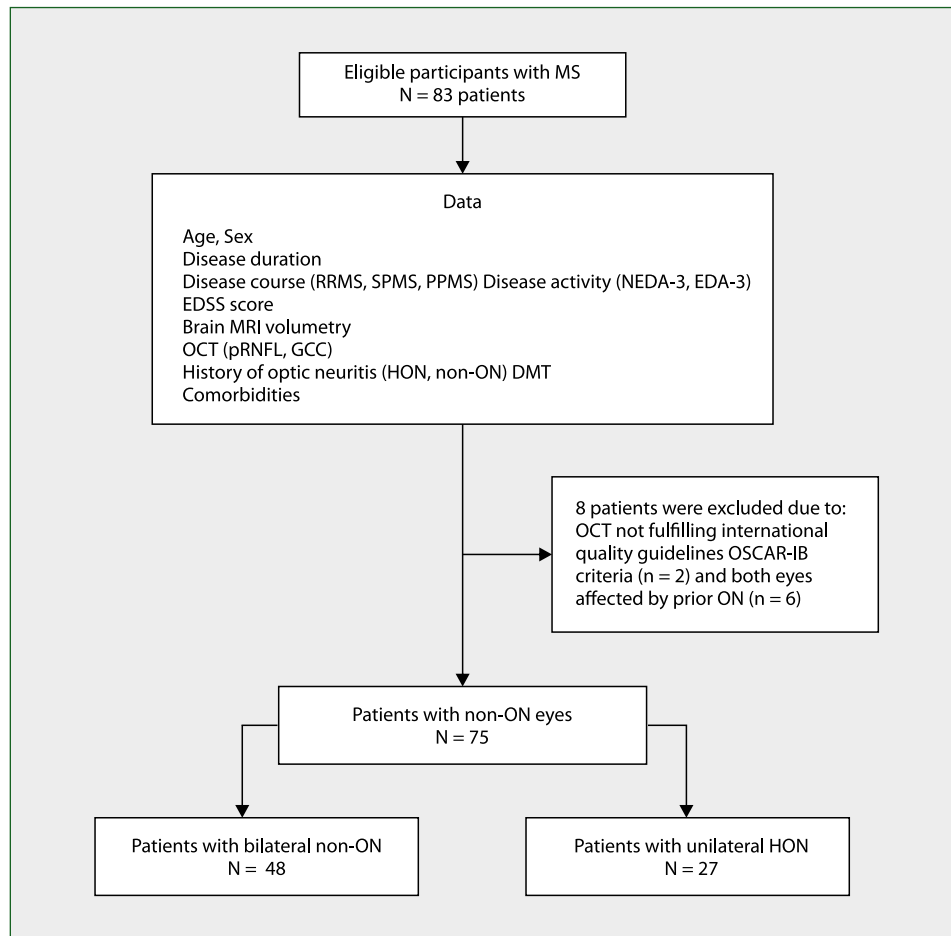 Eligible participants with MS
N = 83 patients
Data
Age, Sex
Disease duration
Disease course (RRMS, SPMS, PPMS) Disease activity (NEDA-3, EDA-3)
EDSS score
Brain MRI volumetry
OCT (pRNFL, GCC)
History of optic neuritis (HON, non-ON) DMT
Comorbidities
8 patients were excluded due to:
OCT not fulfilling international
quality guidelines OSCAR-IB
criteria (n = 2) and both eyes
affected by prior ON (n = 6)
Patients with non-ON eyes
N = 75
Patients with bilateral non-ON
N = 48
Patients with unilateral HON
N = 27